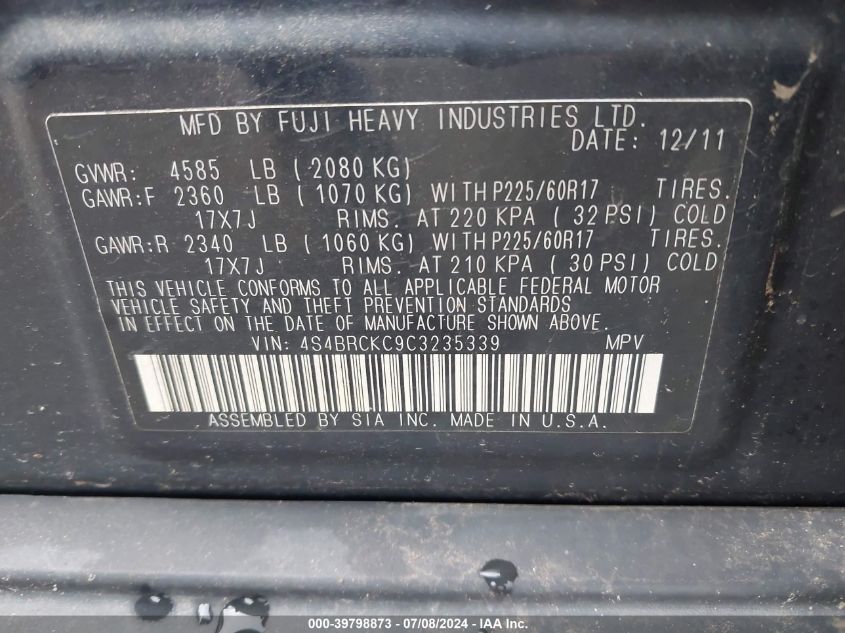 MFD BY FUJI HEAVY INDUSTRIES LTD.
DATE: 12/11
GVWR: 4585 LB ( 2080 KG)
GAWR:F 2360 LB ( 1070 KG) WITH P225/60R17 TIRES.
17X7J RIMS. AT 220 KPA ( 32 PSI) COLD
GAWR:R 2340 LB ( 1060 KG) WITH P225/60R17 TIRES.
17X7J RIMS. AT 210 KPA ( 30 PSI) COLD
THIS VEHICLE CONFORMS TO ALL APPLICABLE FEDERAL MOTOR
VEHICLE SAFETY AND THEFT PREVENTION STANDARDS
IN EFFECT ON THE DATE OF MANUFACTURE SHOWN ABOVE.
VIN: 4S4BRCKC9C3235339 MPV
ASSEMBLED BY SIA INC. MADE IN U.S.A.
000-39798873 - 07/08/2024 - IAA Inc.